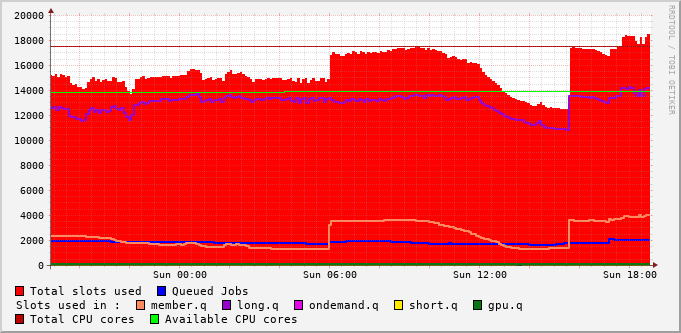 20000
18000
16000
14000
12000
10000
8000
6000
4000
2000
0
Sun 00:00 Sun 06:00 Sun 12:00 Sun 18:00
Total slots used Queued Jobs
Slots used in : member.q long.q ondemand.q short.q gpu.q
Total CPU cores Available CPU cores
RRDTOOL / TOBI OETIKER